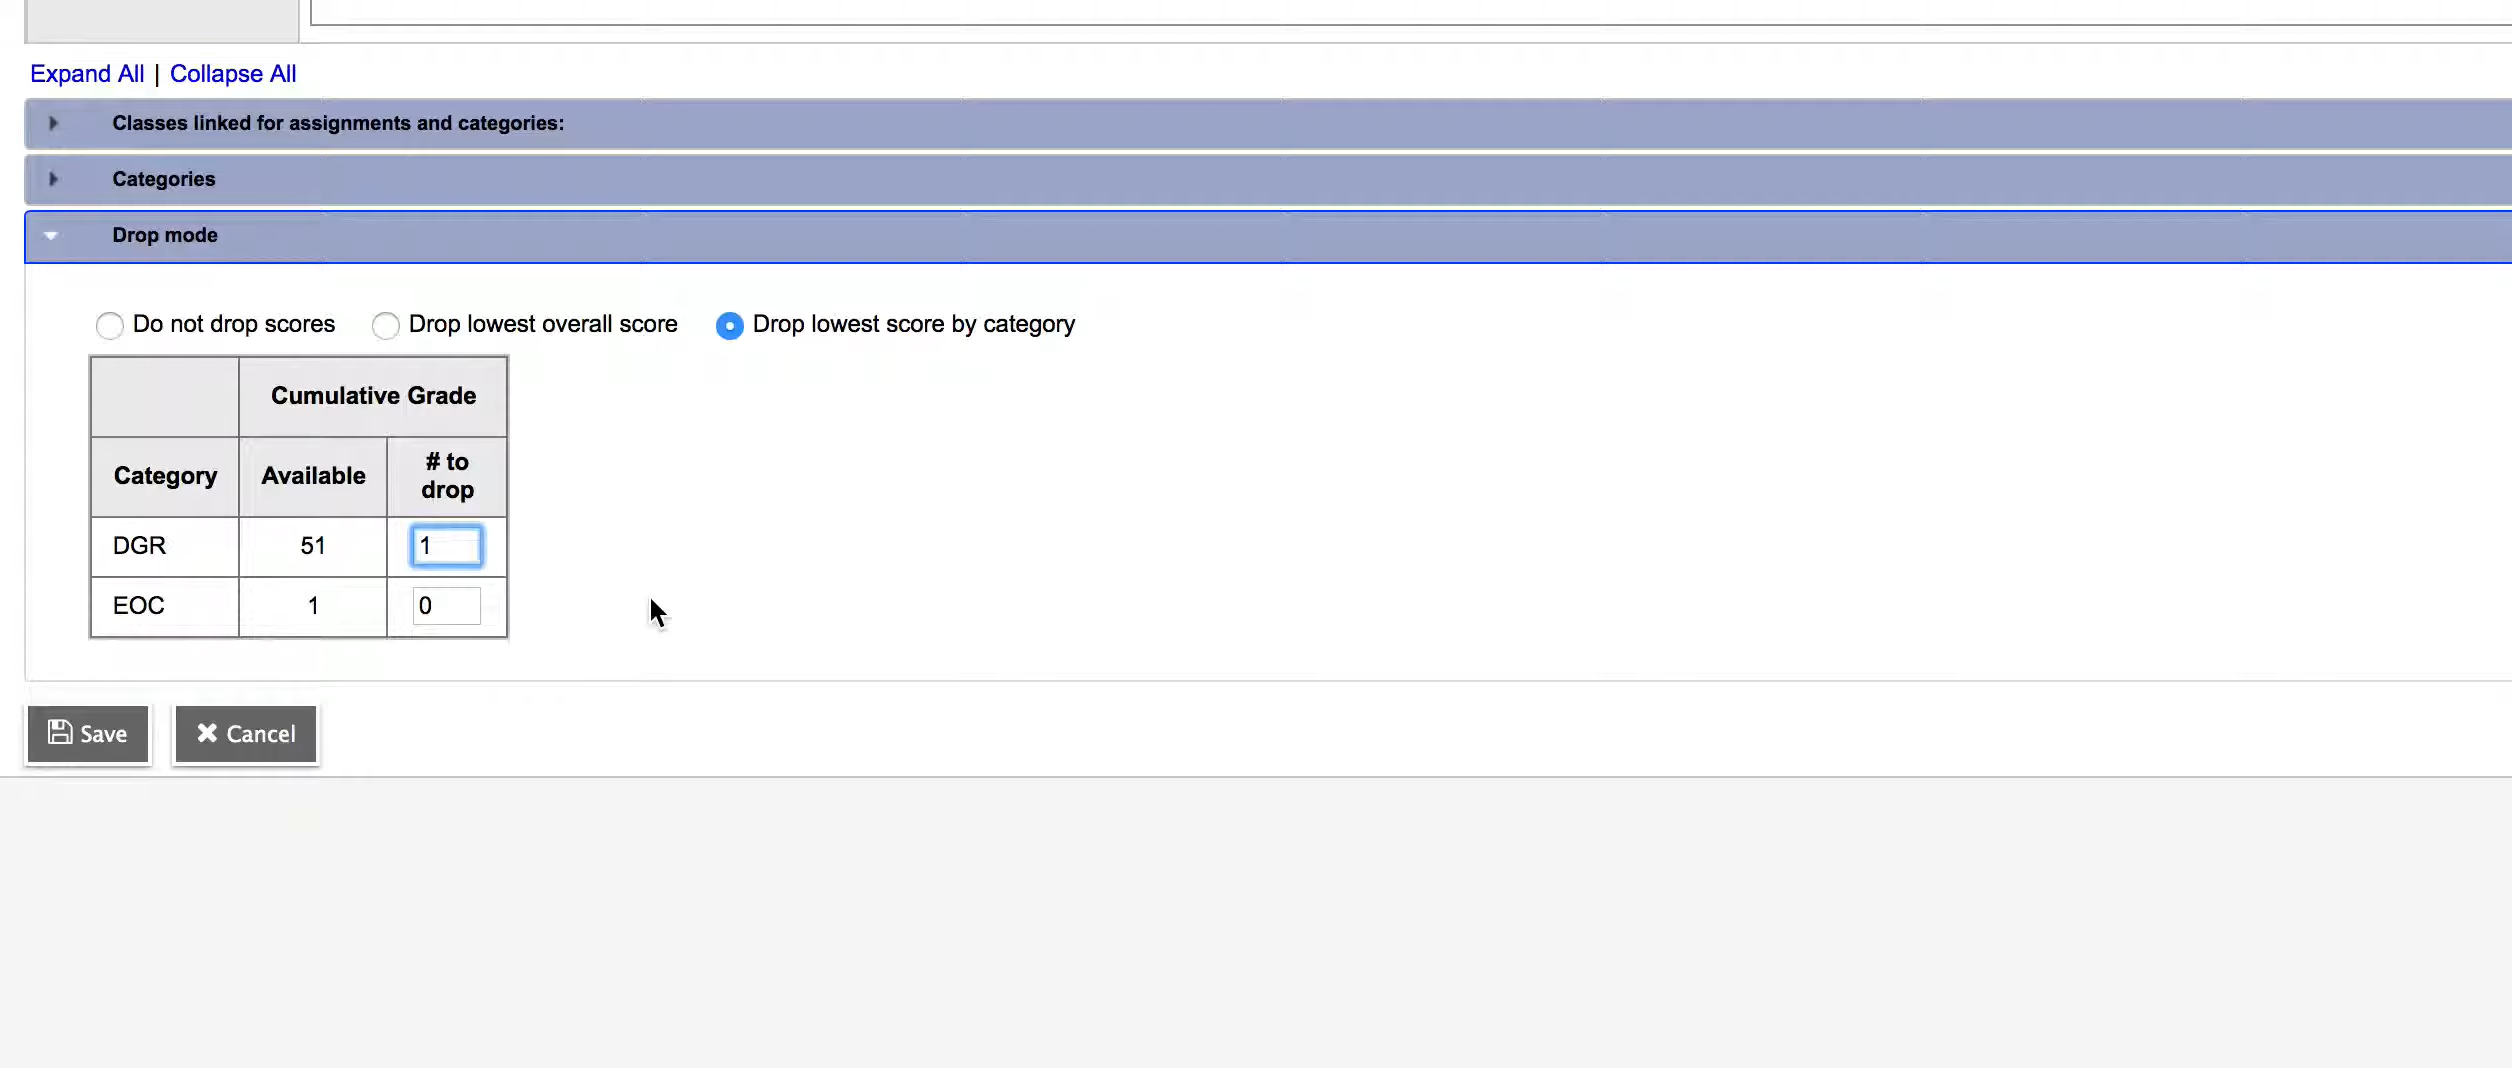 Expand All | Collapse All
Classes linked for assignments and categories:
Categories
Drop mode
Do not drop scores Drop lowest overall score Drop lowest score by category
Cumulative Grade
Category Available # to drop
DGR 51 1
EOC 1 0
Save Cancel